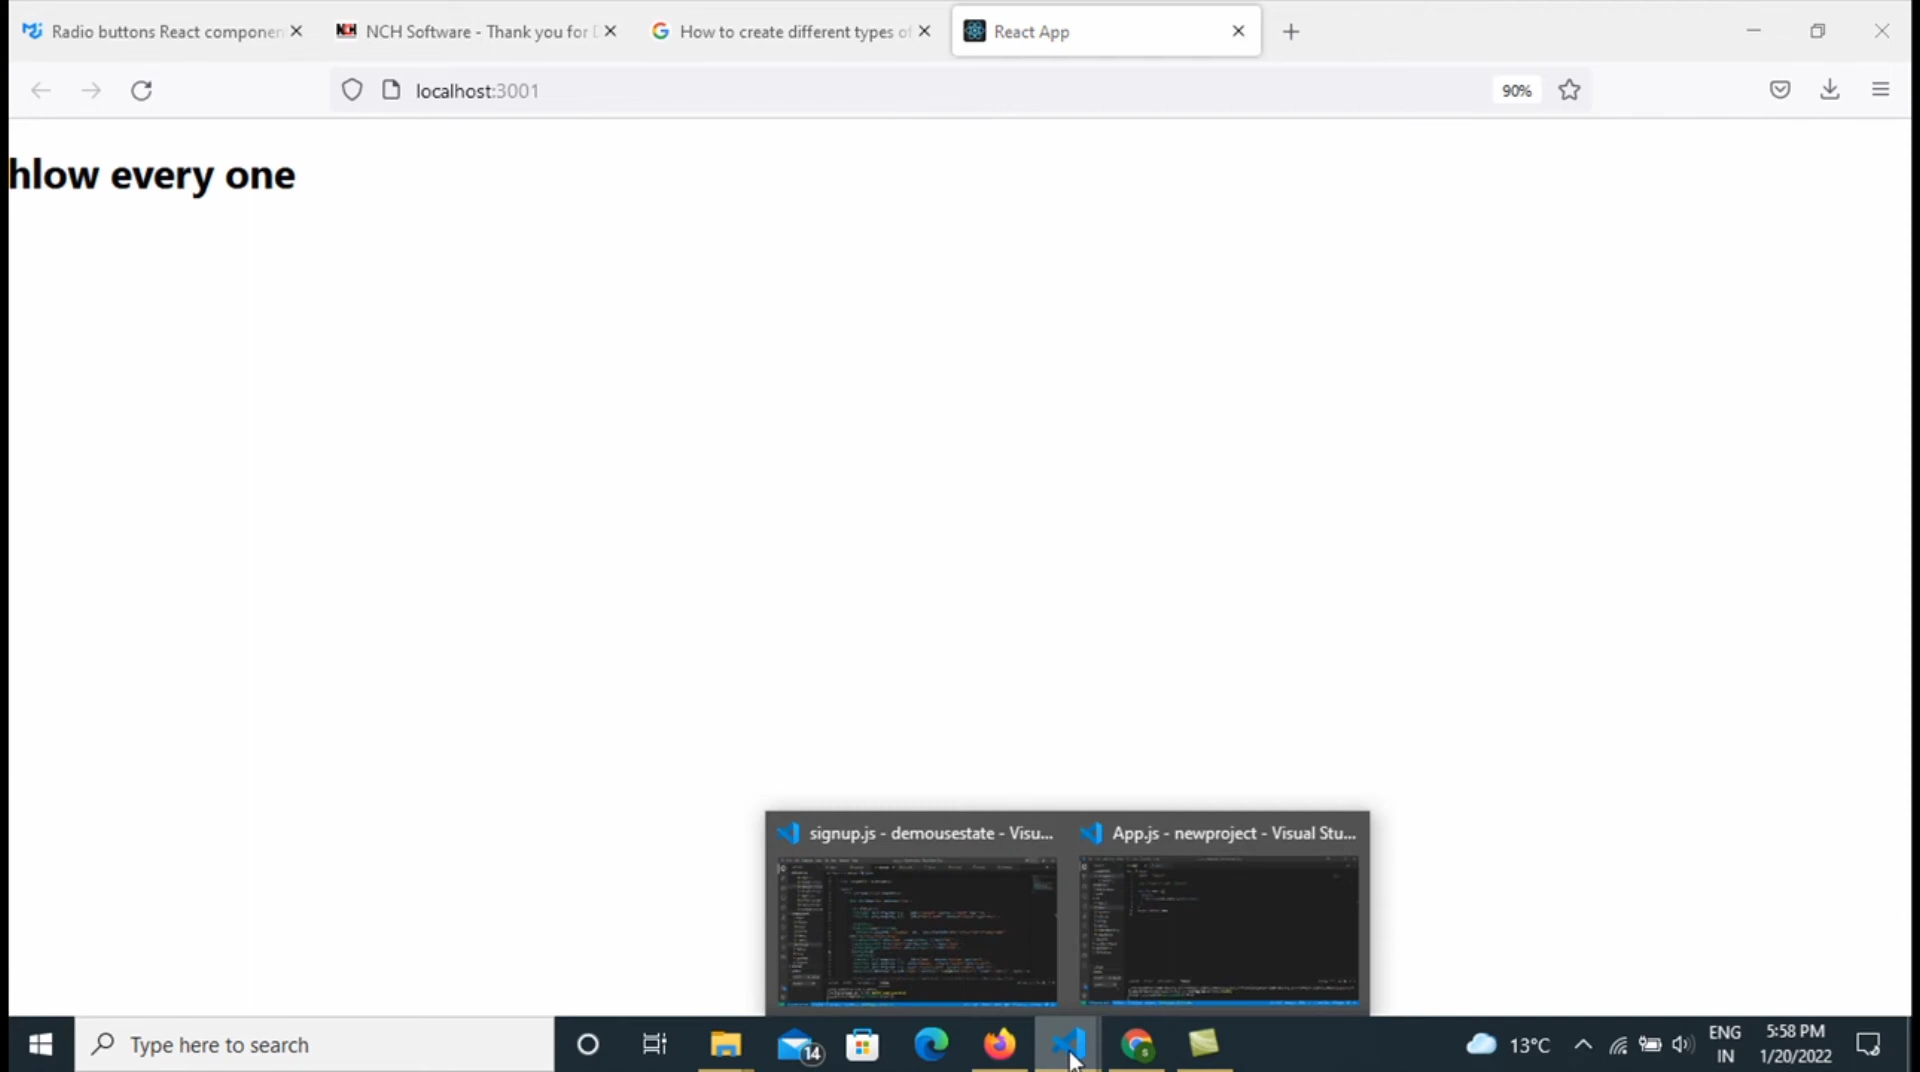 Radio buttons React componen
NCH Software - Thank you for D
How to create different types of
React App
localhost:3001
90%
hlow every one
signup.js - demousestate - Visu...
App.js - newproject - Visual Stu...
Type here to search
14
13°C
ENG
IN
5:58 PM
1/20/2022